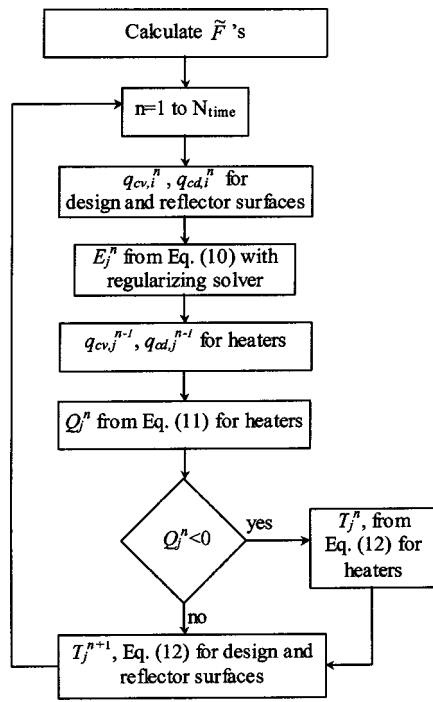 Calculate F̃ 's
n=1 to N_time
q_cv,i^n , q_cd,i^n for
design and reflector surfaces
E_j^n from Eq. (10) with
regularizing solver
q_cv,j^n-1, q_cd,j^n-1 for heaters
Q_j^n from Eq. (11) for heaters
Q_j^n<0
yes
T_j^n, from
Eq. (12) for
heaters
no
T_j^n+1, Eq. (12) for design and
reflector surfaces